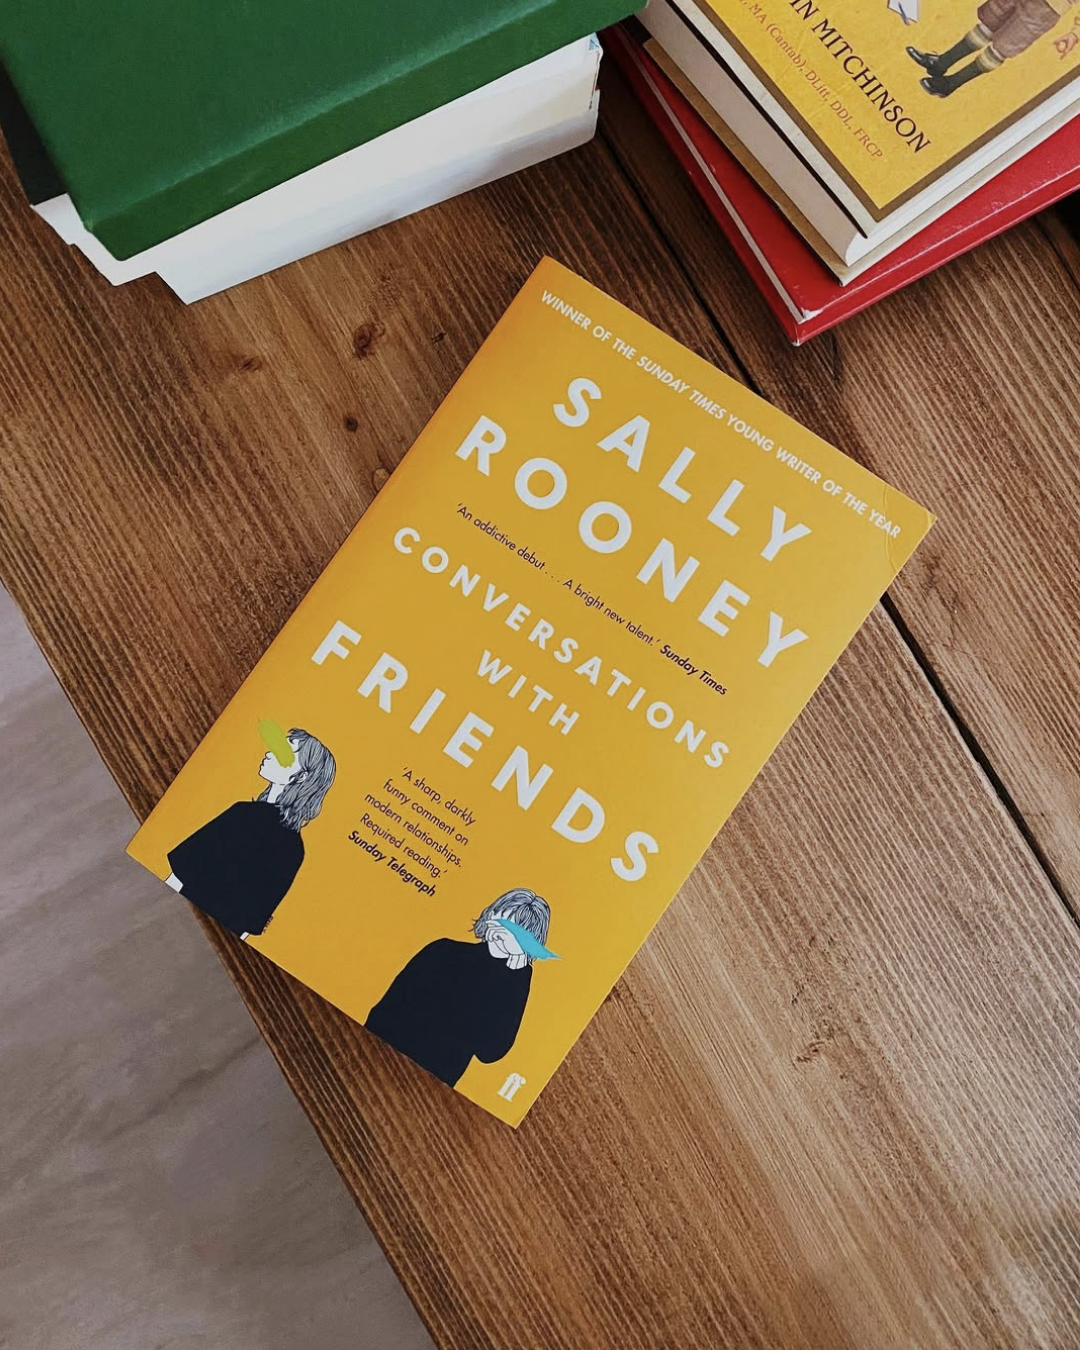 IN MITCHINSON
MA (Cantab), DLitt, DDL, FRCP
WINNER OF THE SUNDAY TIMES YOUNG WRITER OF THE YEAR
SALLY
ROONEY
'An addictive debut . . . A bright new talent.' Sunday Times
CONVERSATIONS
WITH
FRIENDS
'A sharp, darkly
funny comment on
modern relationships.
Required reading.'
Sunday Telegraph
ff